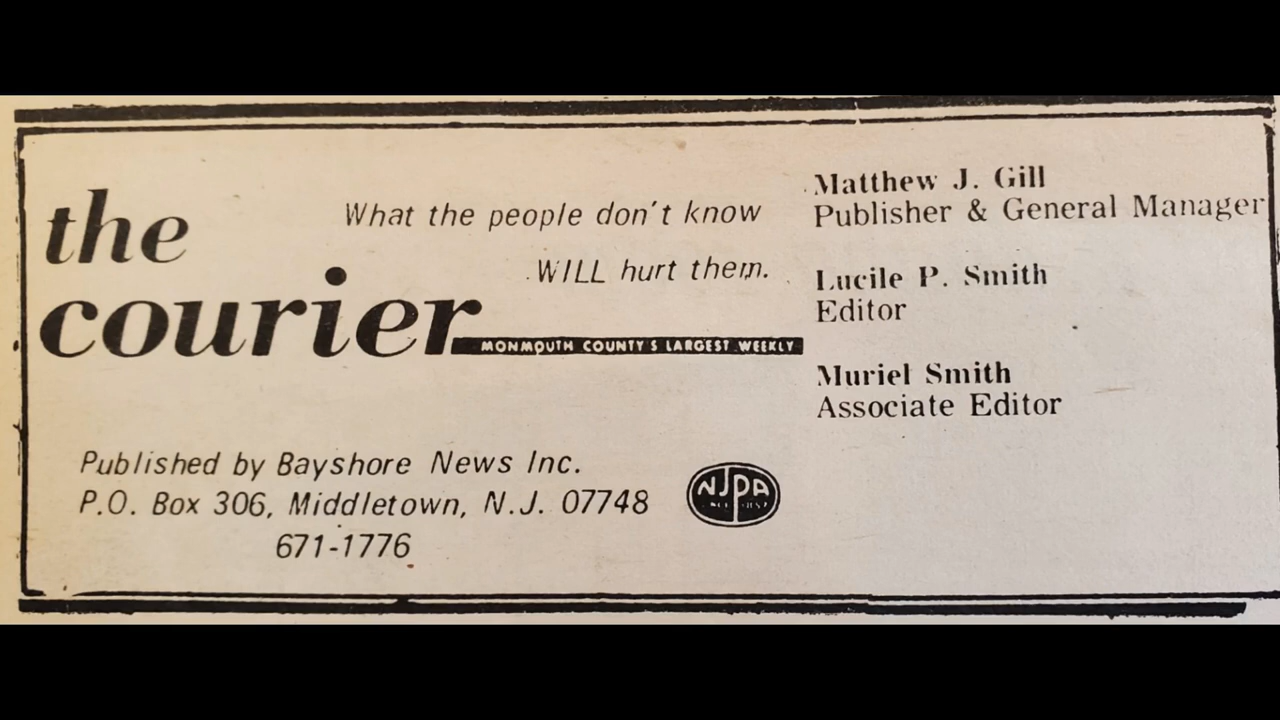 the
courier
MONMOUTH COUNTY'S LARGEST WEEKLY
What the people don't know
WILL hurt them.
Published by Bayshore News Inc.
P.O. Box 306, Middletown, N.J. 07748
671-1776
NJPA
Matthew J. Gill
Publisher & General Manager
Lucile P. Smith
Editor
Muriel Smith
Associate Editor